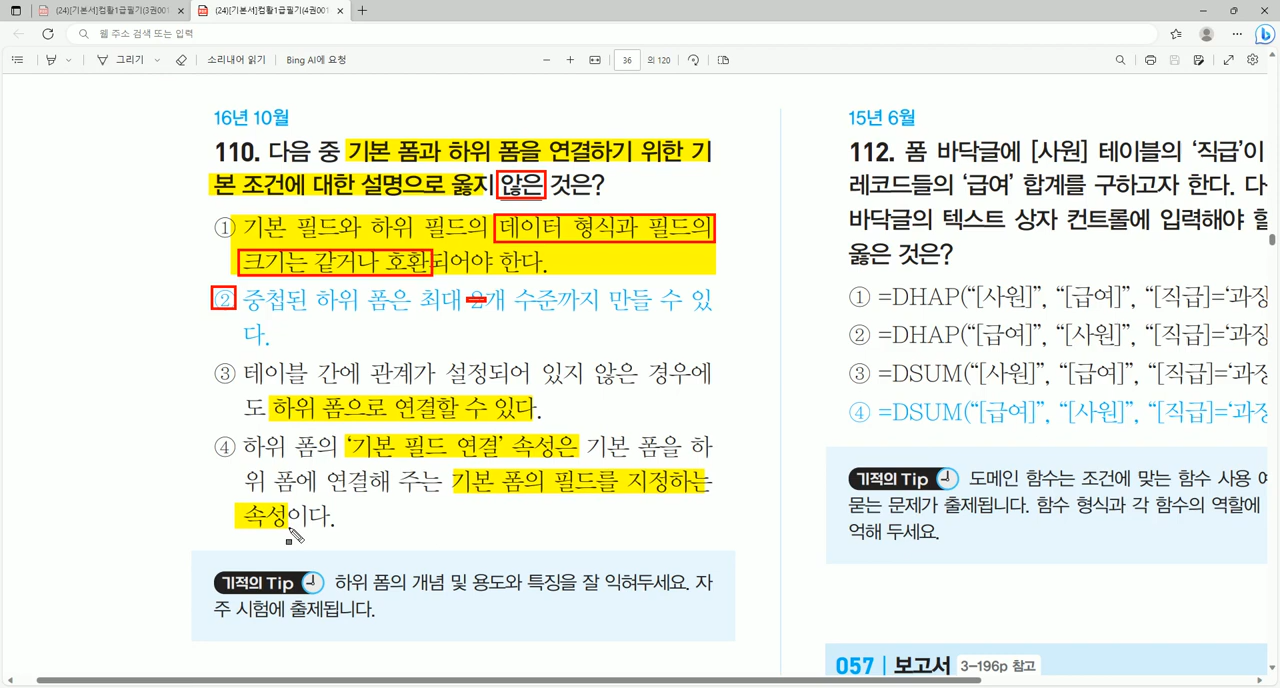 (24)[기본서]컴활1급필기(3권001
(24)[기본서]컴활1급필기(4권001
웹 주소 검색 또는 입력
그리기
소리내어 읽기
Bing AI에 요청
36
의 120
16년 10월
110. 다음 중 기본 폼과 하위 폼을 연결하기 위한 기
본 조건에 대한 설명으로 옳지 않은 것은?
① 기본 필드와 하위 필드의 데이터 형식과 필드의
크기는 같거나 호환되어야 한다.
② 중첩된 하위 폼은 최대 2개 수준까지 만들 수 있
다.
③ 테이블 간에 관계가 설정되어 있지 않은 경우에
도 하위 폼으로 연결할 수 있다.
④ 하위 폼의 ‘기본 필드 연결’ 속성은 기본 폼을 하
위 폼에 연결해 주는 기본 폼의 필드를 지정하는
속성이다.
기적의 Tip 하위 폼의 개념 및 용도와 특징을 잘 익혀두세요. 자
주 시험에 출제됩니다.
15년 6월
112. 폼 바닥글에 [사원] 테이블의 ‘직급’이
레코드들의 ‘급여’ 합계를 구하고자 한다. 다
바닥글의 텍스트 상자 컨트롤에 입력해야 할
옳은 것은?
① =DHAP(“[사원]”, “[급여]”, “[직급]=‘과장
② =DHAP(“[급여]”, “[사원]”, “[직급]=‘과장
③ =DSUM(“[사원]”, “[급여]”, “[직급]=‘과장
④ =DSUM(“[급여]”, “[사원]”, “[직급]=‘과장
기적의 Tip 도메인 함수는 조건에 맞는 함수 사용 여
묻는 문제가 출제됩니다. 함수 형식과 각 함수의 역할에
억해 두세요.
057 | 보고서 3-196p 참고